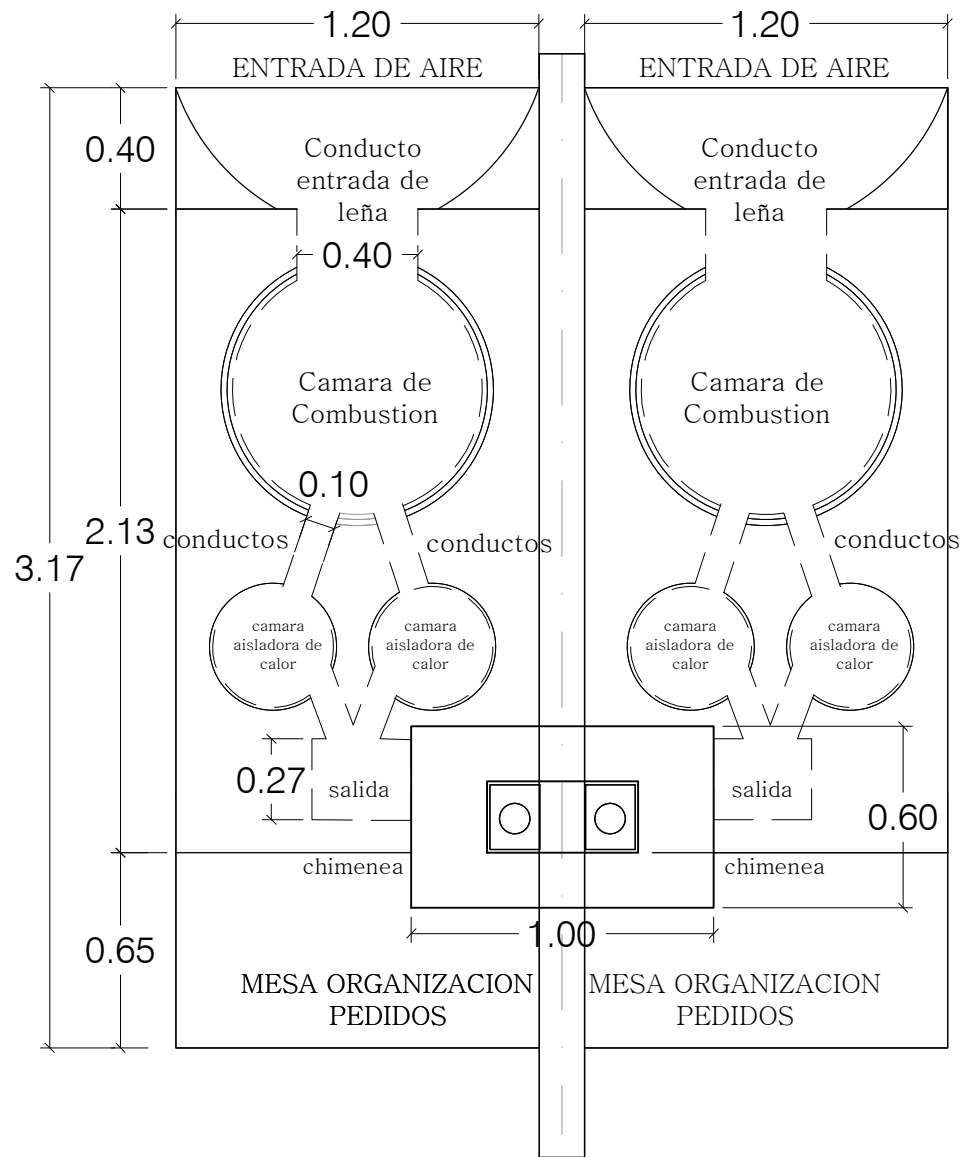 1.20
1.20
ENTRADA DE AIRE
ENTRADA DE AIRE
0.40
Conducto
entrada de
leña
Conducto
entrada de
leña
0.40
Camara de
Combustion
Camara de
Combustion
0.10
2.13
conductos
conductos
conductos
3.17
camara
aisladora de
calor
camara
aisladora de
calor
camara
aisladora de
calor
camara
aisladora de
calor
0.27
salida
salida
0.60
chimenea
chimenea
1.00
0.65
MESA ORGANIZACION
PEDIDOS
MESA ORGANIZACION
PEDIDOS